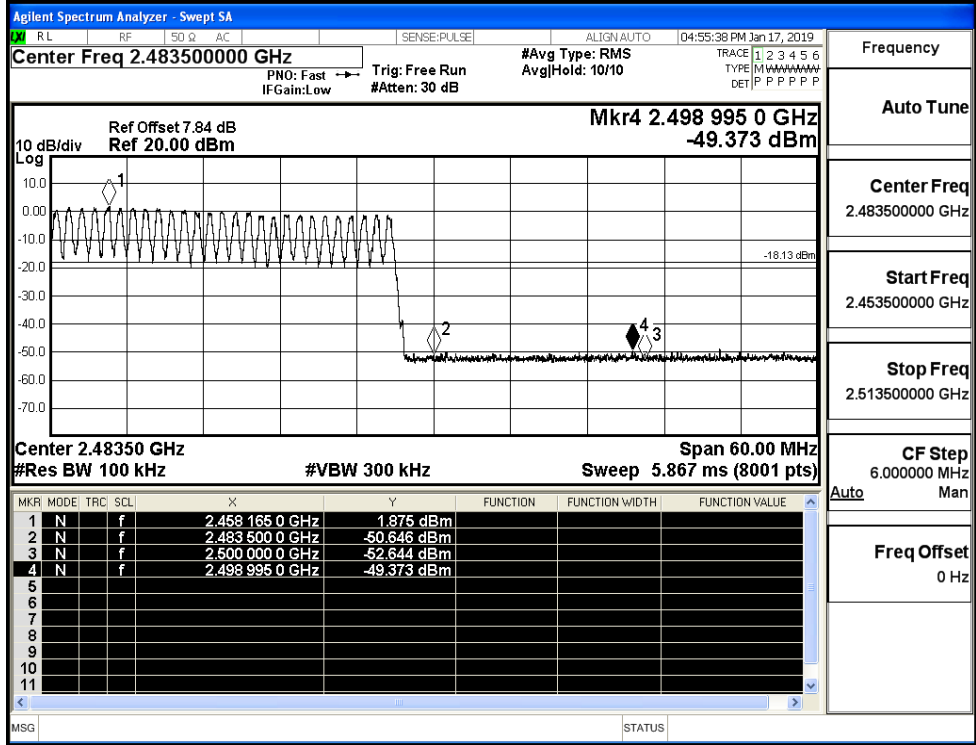 Agilent Spectrum Analyzer - Swept SA
LXI RL RF 50 Ω AC SENSE:PULSE ALIGN AUTO 04:55:38 PM Jan 17, 2019
Center Freq 2.483500000 GHz
PNO: Fast
IFGain:Low
Trig: Free Run
#Atten: 30 dB
#Avg Type: RMS
Avg|Hold: 10/10
TRACE 1 2 3 4 5 6
TYPE M WWWWW
DET P P P P P P
Ref Offset 7.84 dB
10 dB/div Ref 20.00 dBm
Log
Mkr4 2.498 995 0 GHz
-49.373 dBm
10.0
0.00
-10.0
-20.0
-30.0
-40.0
-50.0
-60.0
-70.0
1
2
4
3
-18.13 dBm
Center 2.48350 GHz Span 60.00 MHz
#Res BW 100 kHz #VBW 300 kHz Sweep 5.867 ms (8001 pts)
MKR MODE TRC SCL X Y FUNCTION FUNCTION WIDTH FUNCTION VALUE
1 N f 2.458 165 0 GHz 1.875 dBm
2 N f 2.483 500 0 GHz -50.646 dBm
3 N f 2.500 000 0 GHz -52.644 dBm
4 N f 2.498 995 0 GHz -49.373 dBm
5
6
7
8
9
10
11
MSG STATUS
Frequency
Auto Tune
Center Freq
2.483500000 GHz
Start Freq
2.453500000 GHz
Stop Freq
2.513500000 GHz
CF Step
6.000000 MHz
Auto Man
Freq Offset
0 Hz